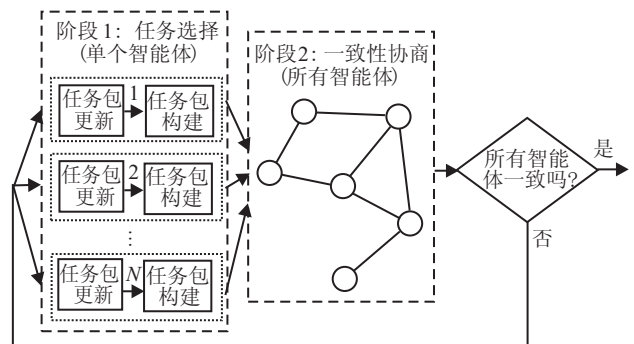 阶段1：任务选择
(单个智能体)
任务包
更新
1
任务包
构建
任务包
更新
2
任务包
构建
⋮
任务包
更新
N
任务包
构建
阶段2：一致性协商
(所有智能体)
所有智能
体一致吗?
是
否